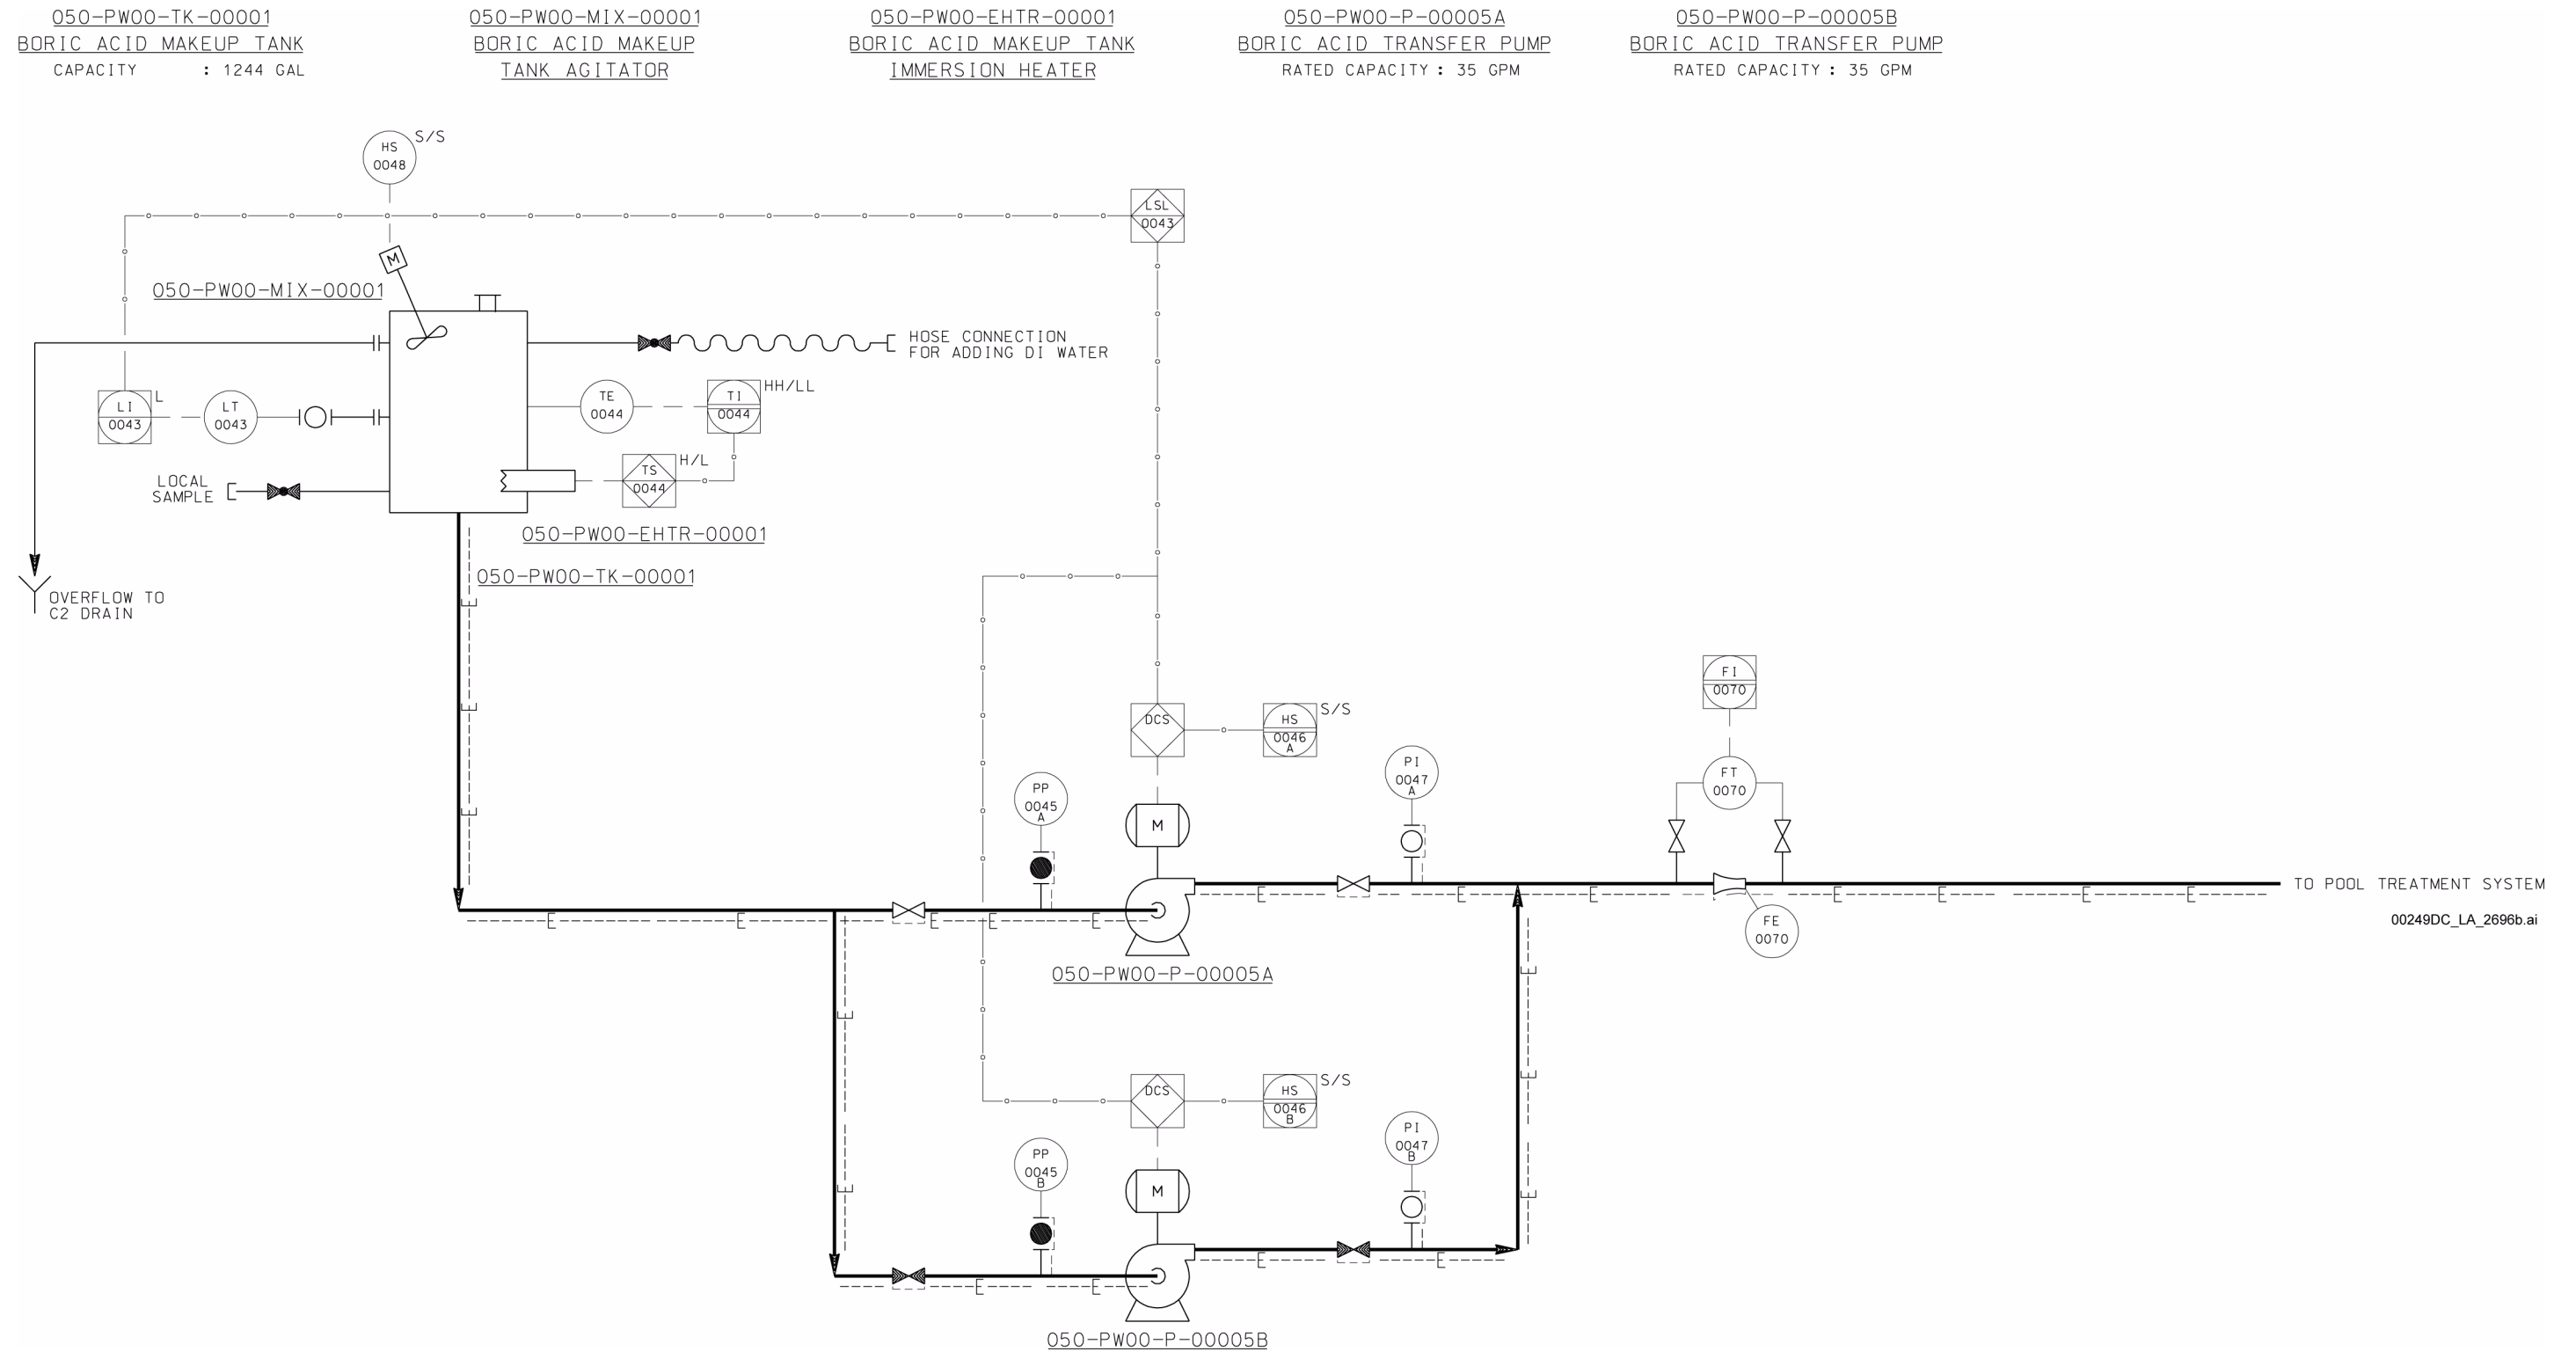 050-PW00-TK-00001
BORIC ACID MAKEUP TANK
CAPACITY : 1244 GAL
050-PW00-MIX-00001
BORIC ACID MAKEUP
TANK AGITATOR
050-PW00-EHTR-00001
BORIC ACID MAKEUP TANK
IMMERSION HEATER
050-PW00-P-00005A
BORIC ACID TRANSFER PUMP
RATED CAPACITY : 35 GPM
050-PW00-P-00005B
BORIC ACID TRANSFER PUMP
RATED CAPACITY : 35 GPM
S/S
HS
0048
LSL
0043
M
050-PW00-MIX-00001
HOSE CONNECTION
FOR ADDING DI WATER
LI
0043
L
LT
0043
TE
0044
TI
0044
HH/LL
LOCAL
SAMPLE
TS
0044
H/L
050-PW00-EHTR-00001
050-PW00-TK-00001
OVERFLOW TO
C2 DRAIN
E
E
E
FI
0070
DCS
HS
0046
A
S/S
PI
0047
A
FT
0070
PP
0045
A
M
TO POOL TREATMENT SYSTEM
E
E
E
E
E
E
E
E
E
E
E
E
FE
0070
00249DC_LA_2696b.ai
050-PW00-P-00005A
E
E
E
E
E
DCS
HS
0046
B
S/S
PI
0047
B
PP
0045
B
M
E
E
E
E
050-PW00-P-00005B